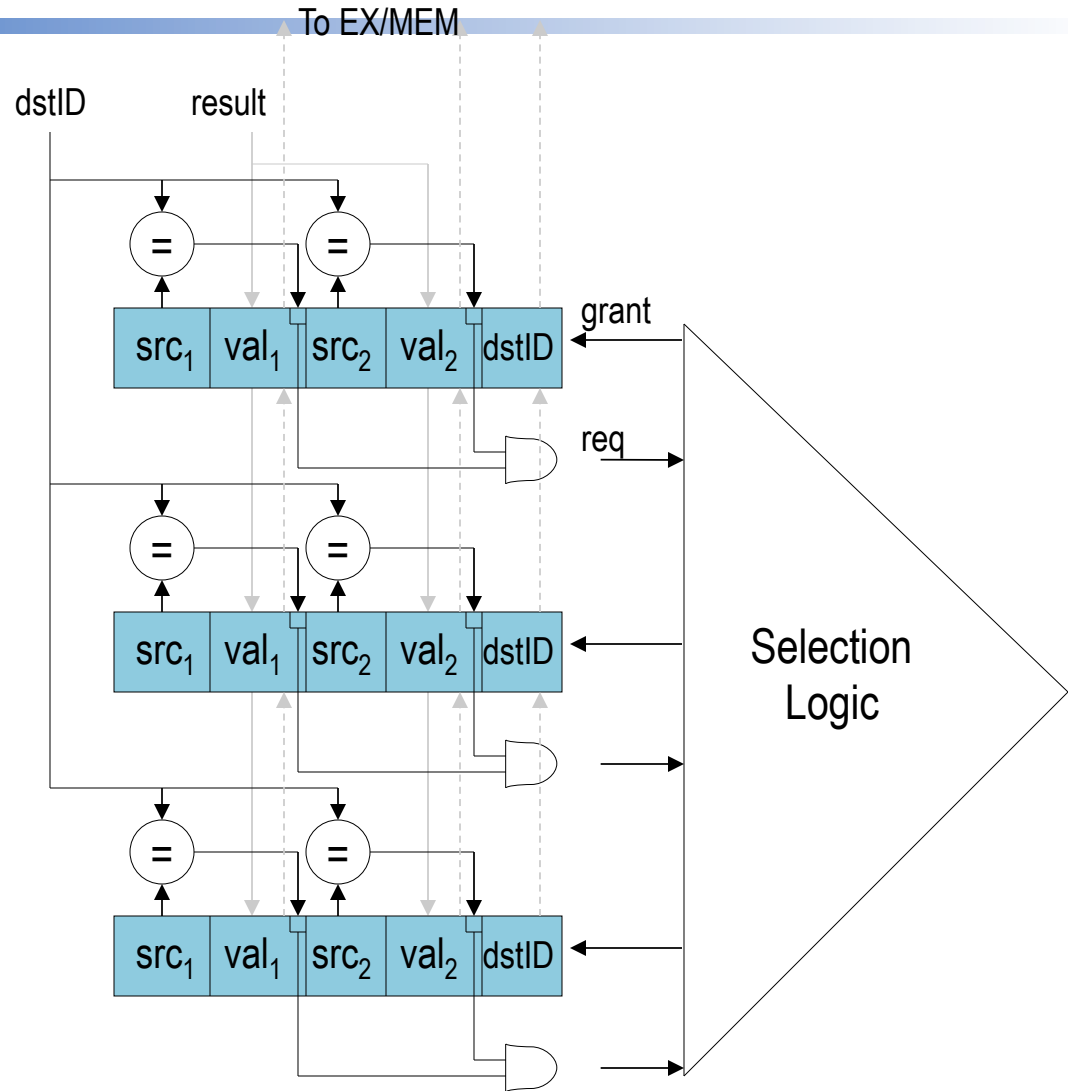 To EX/MEM
dstID result
= =
src₁ val₁ src₂ val₂ dstID
grant
req
= =
src₁ val₁ src₂ val₂ dstID
Selection
Logic
= =
src₁ val₁ src₂ val₂ dstID